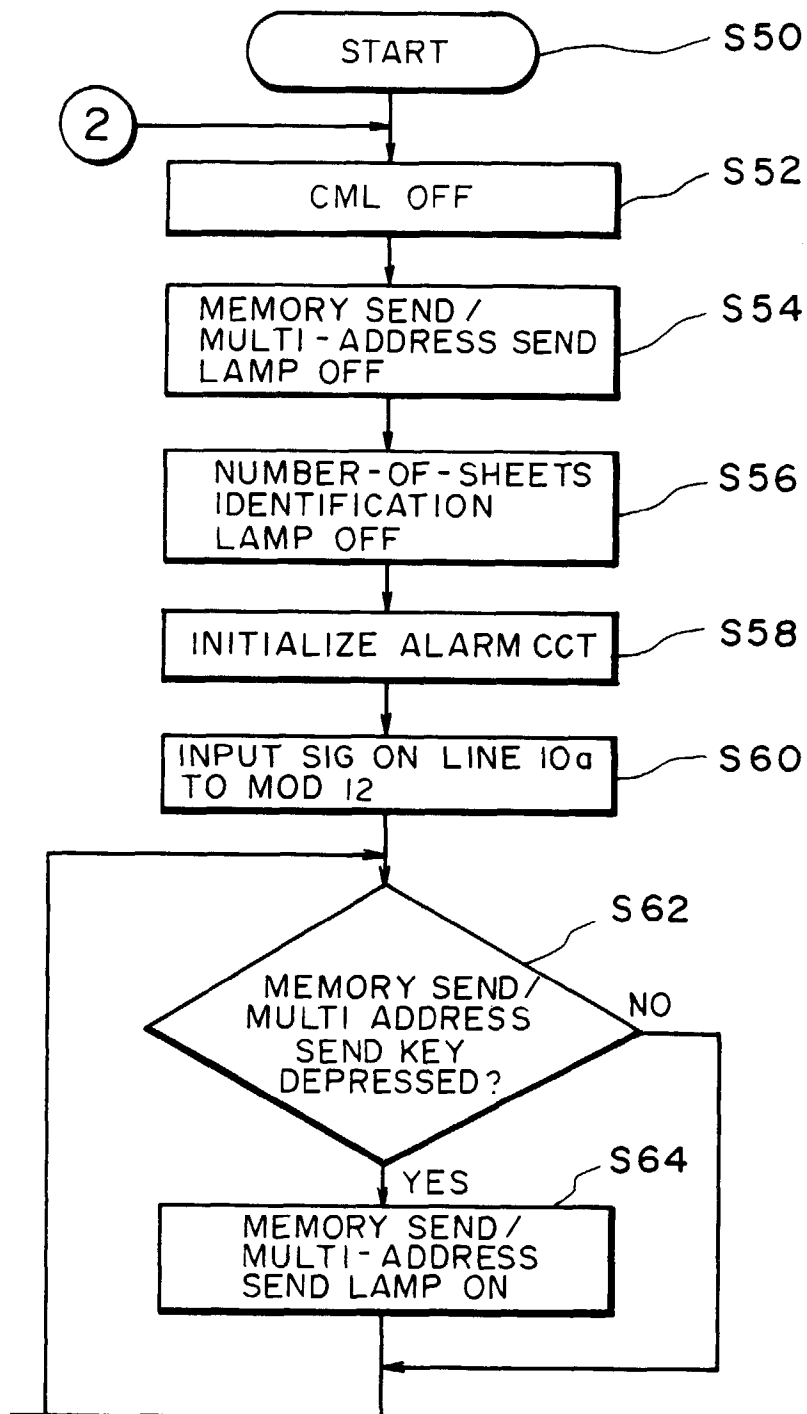 START
S50
2
CML OFF
S52
MEMORY SEND/
MULTI-ADDRESS SEND
LAMP OFF
S54
NUMBER-OF-SHEETS
IDENTIFICATION
LAMP OFF
S56
INITIALIZE ALARM CCT
S58
INPUT SIG ON LINE 10a
TO MOD 12
S60
S62
MEMORY SEND/
MULTI ADDRESS
SEND KEY
DEPRESSED?
NO
YES
S64
MEMORY SEND/
MULTI-ADDRESS
SEND LAMP ON